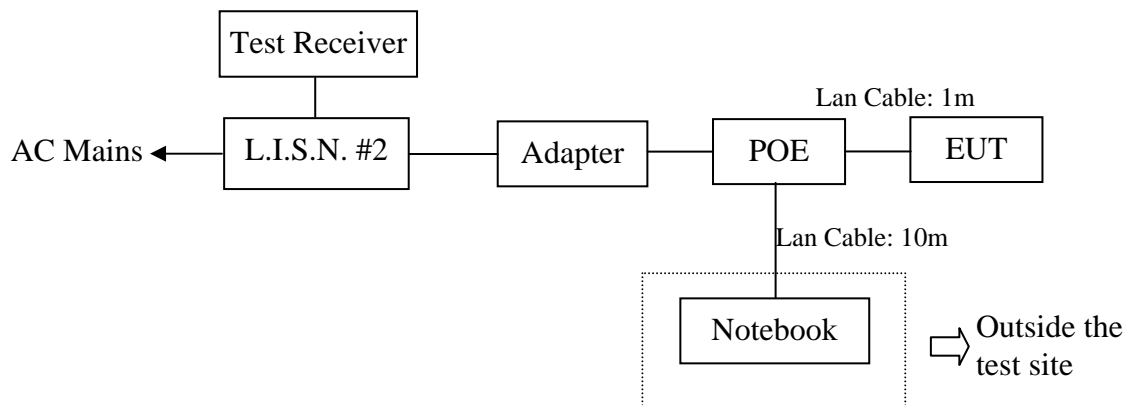 Test Receiver
Lan Cable: 1m
AC Mains
L.I.S.N. #2
Adapter
POE
EUT
Lan Cable: 10m
Notebook
Outside the
test site